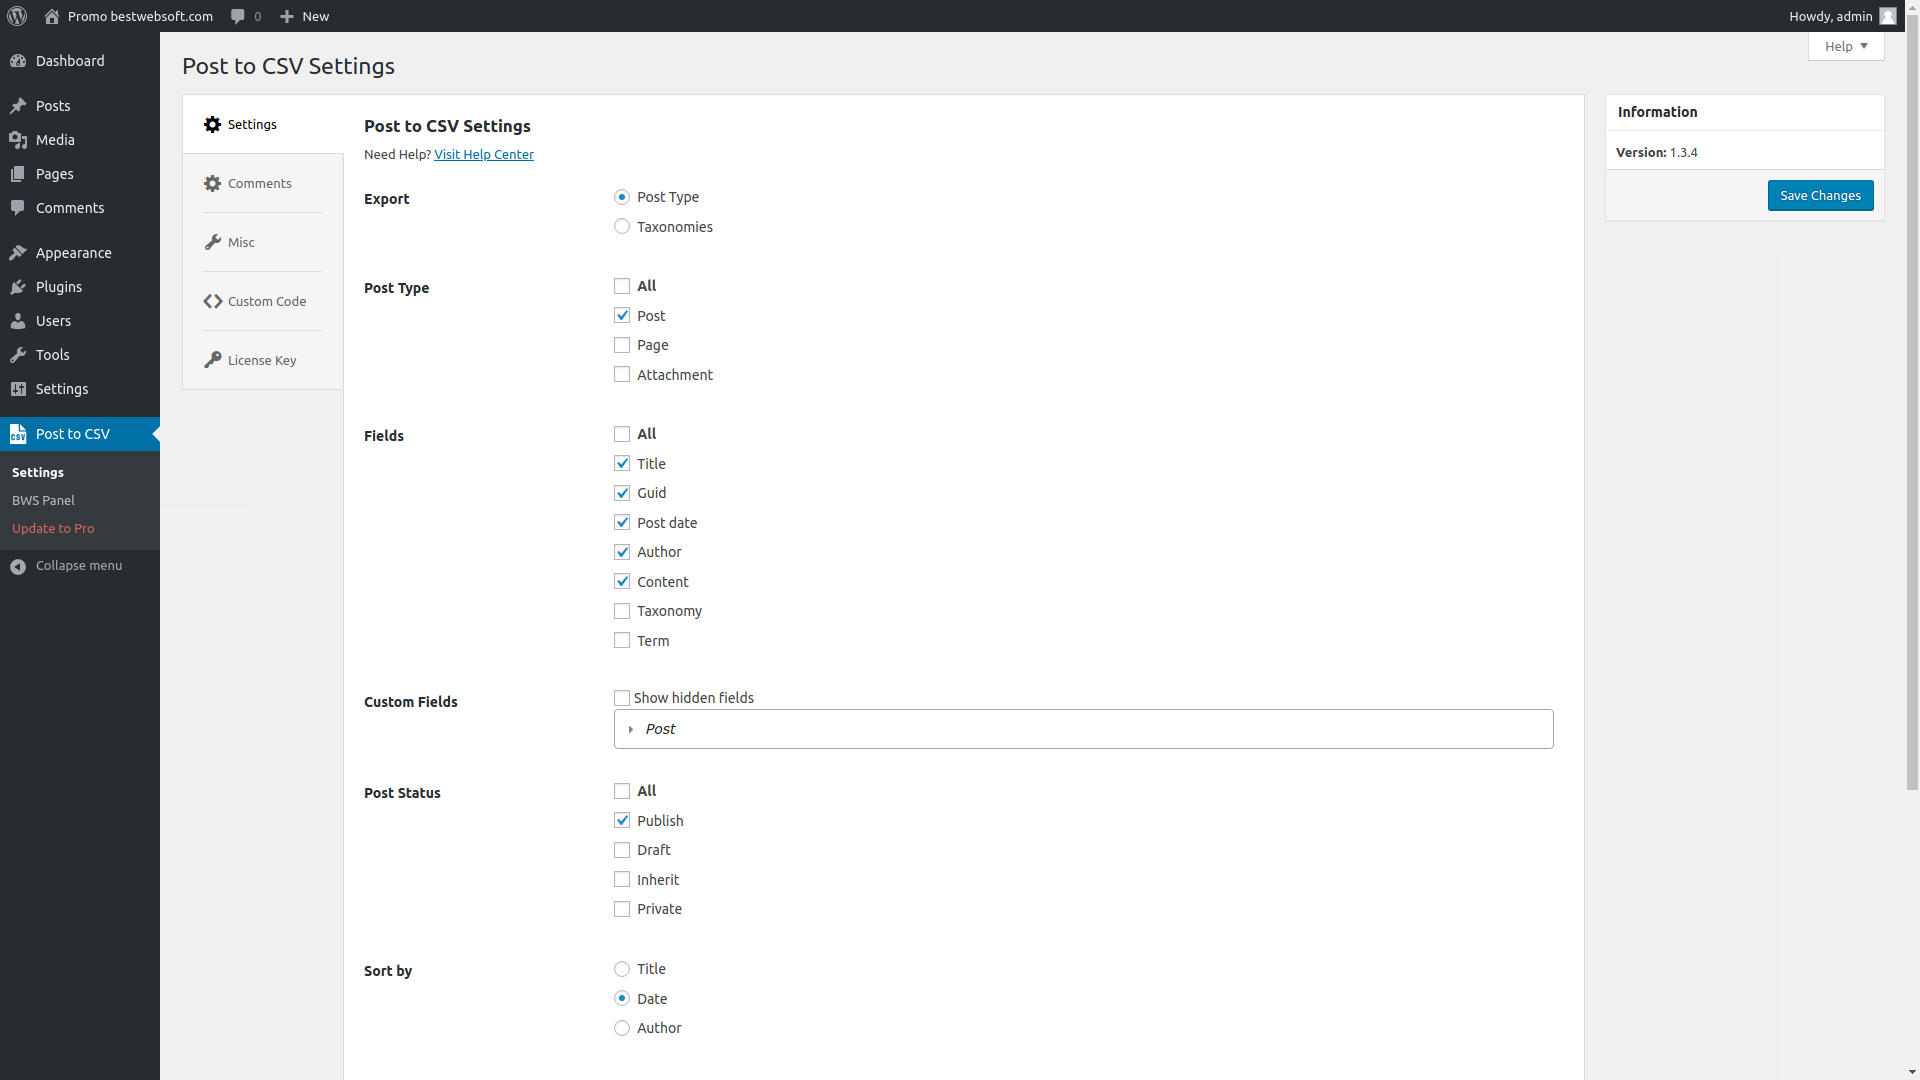 Promo bestwebsoft.com 0 New Howdy, admin
Help
Dashboard
Posts
Media
Pages
Comments
Appearance
Plugins
Users
Tools
Settings
CSV Post to CSV
Settings
BWS Panel
Update to Pro
Collapse menu
Post to CSV Settings
Settings
Comments
Misc
Custom Code
License Key
Post to CSV Settings
Need Help? Visit Help Center
Export
Post Type
Taxonomies
Post Type
All
Post
Page
Attachment
Fields
All
Title
Guid
Post date
Author
Content
Taxonomy
Term
Custom Fields
Show hidden fields
Post
Post Status
All
Publish
Draft
Inherit
Private
Sort by
Title
Date
Author
Information
Version: 1.3.4
Save Changes